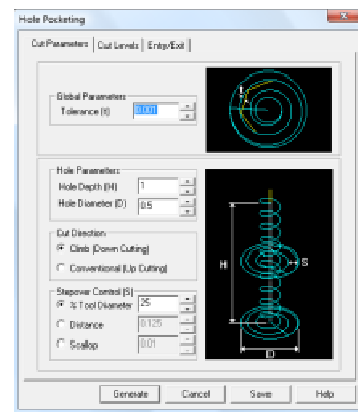 Hole Pocketing
Cut Parameters Cut Levels Entry/Exit
Global Parameters
Tolerance (t) 0.001
t
Hole Parameters
Hole Depth (H) 1
Hole Diameter (D) 0.5
Cut Direction
Climb (Down Cutting)
Conventional (Up Cutting)
Stepover Control (S)
% Tool Diameter 25
Distance 0.125
Scallop 0.01
H
S
D
Generate Cancel Save Help